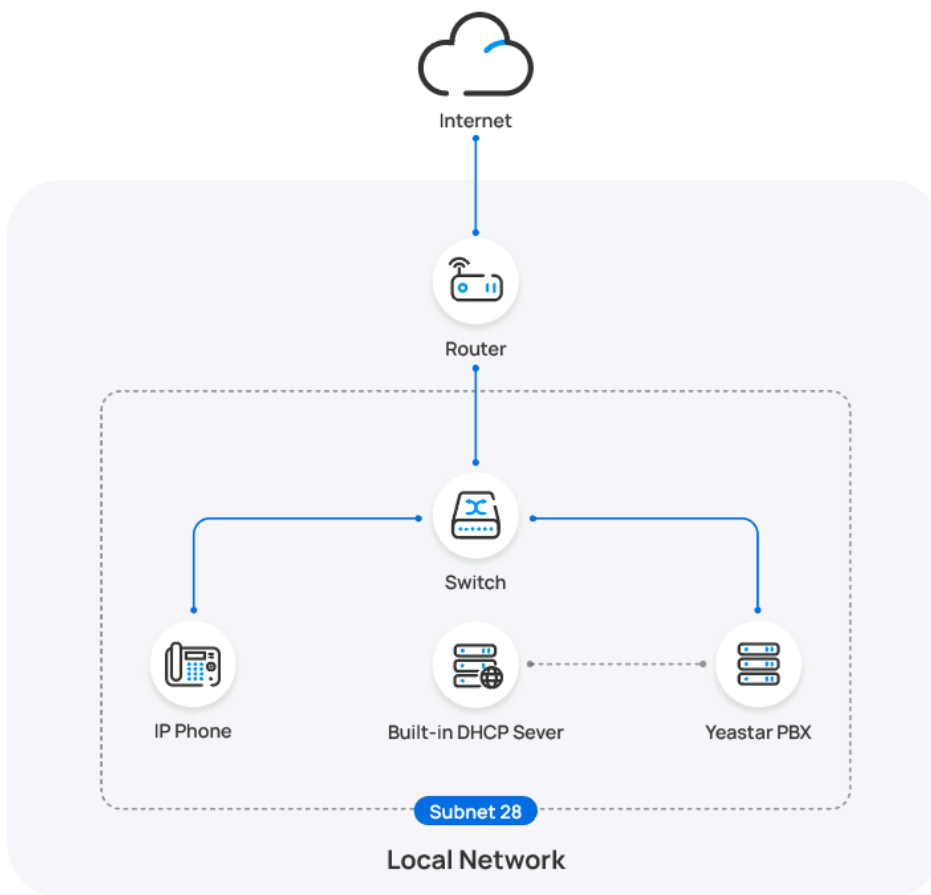 Internet
Router
Switch
IP Phone
Built-in DHCP Sever
Yeastar PBX
Subnet 28
Local Network